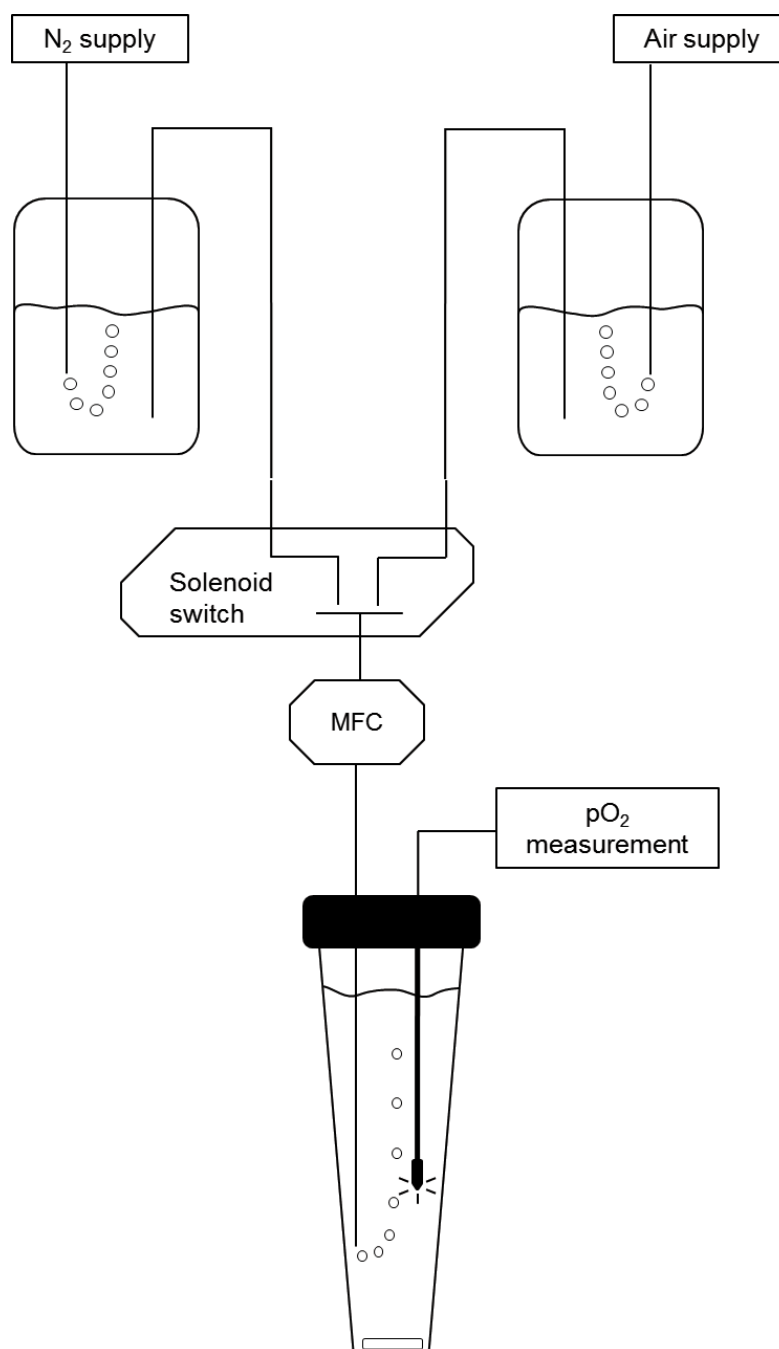 N₂ supply
Air supply
Solenoid
switch
MFC
pO₂
measurement